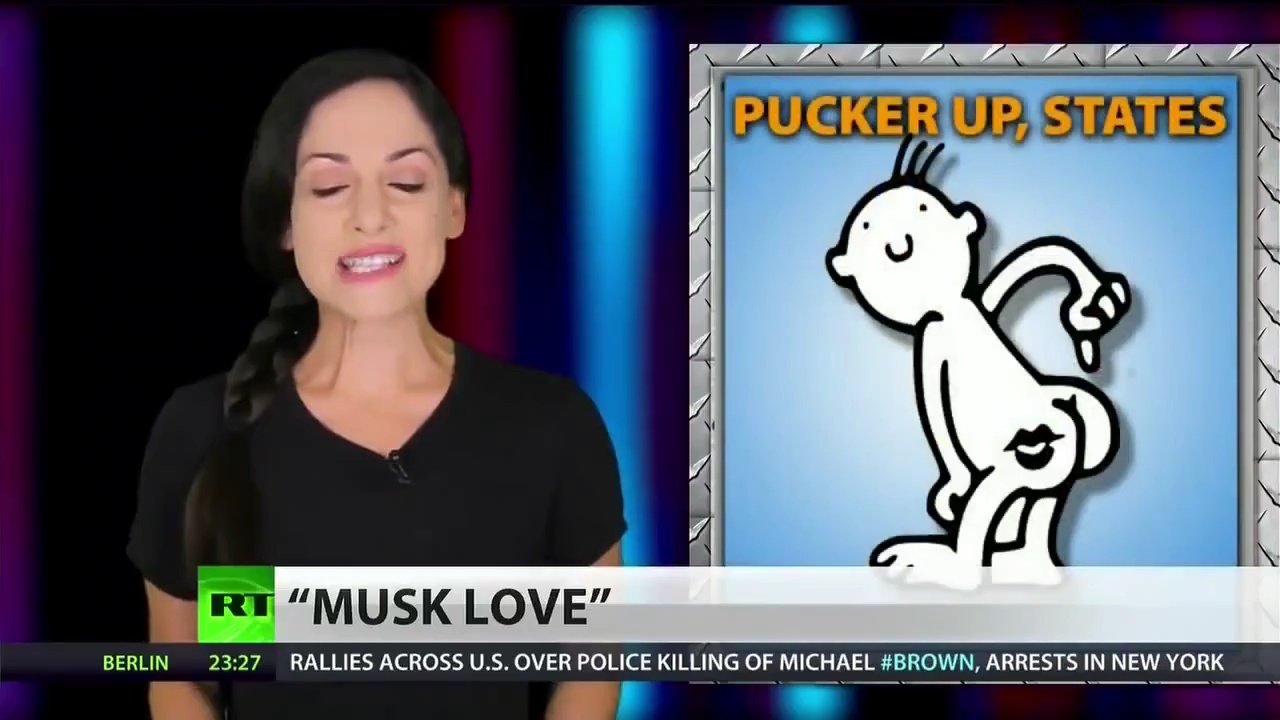 PUCKER UP, STATES
RT "MUSK LOVE"
BERLIN 23:27 RALLIES ACROSS U.S. OVER POLICE KILLING OF MICHAEL #BROWN, ARRESTS IN NEW YORK